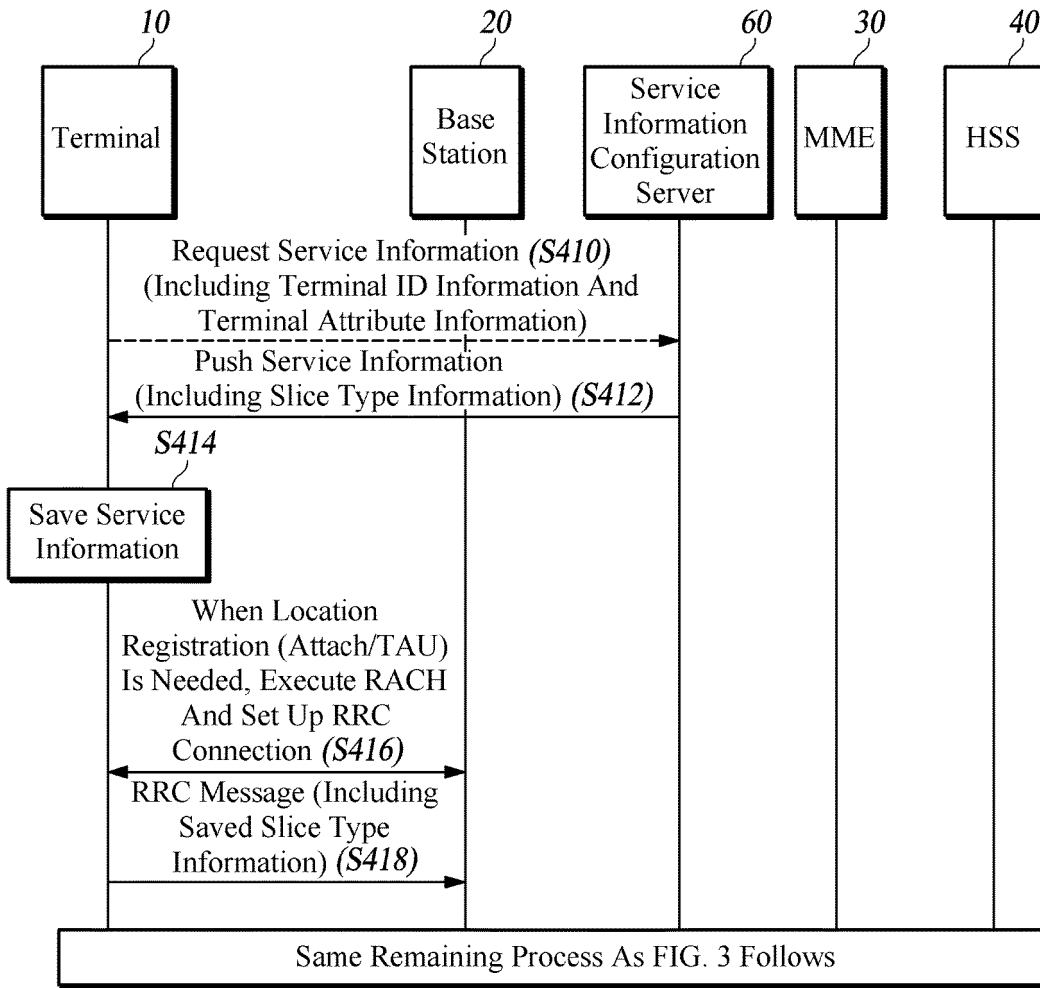 10
20
60
30
40
Terminal
Base
Station
Service
Information
Configuration
Server
MME
HSS
Request Service Information (S410)
(Including Terminal ID Information And
Terminal Attribute Information)
Push Service Information
(Including Slice Type Information) (S412)
S414
Save Service
Information
When Location
Registration (Attach/TAU)
Is Needed, Execute RACH
And Set Up RRC
Connection (S416)
RRC Message (Including
Saved Slice Type
Information) (S418)
Same Remaining Process As FIG. 3 Follows